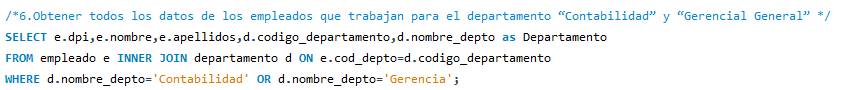 /*6.Obtener todos los datos de los empleados que trabajan para el departamento “Contabilidad” y “Gerencial General” */
SELECT e.dpi,e.nombre,e.apellidos,d.codigo_departamento,d.nombre_depto as Departamento
FROM empleado e INNER JOIN departamento d ON e.cod_depto=d.codigo_departamento
WHERE d.nombre_depto='Contabilidad' OR d.nombre_depto='Gerencia';